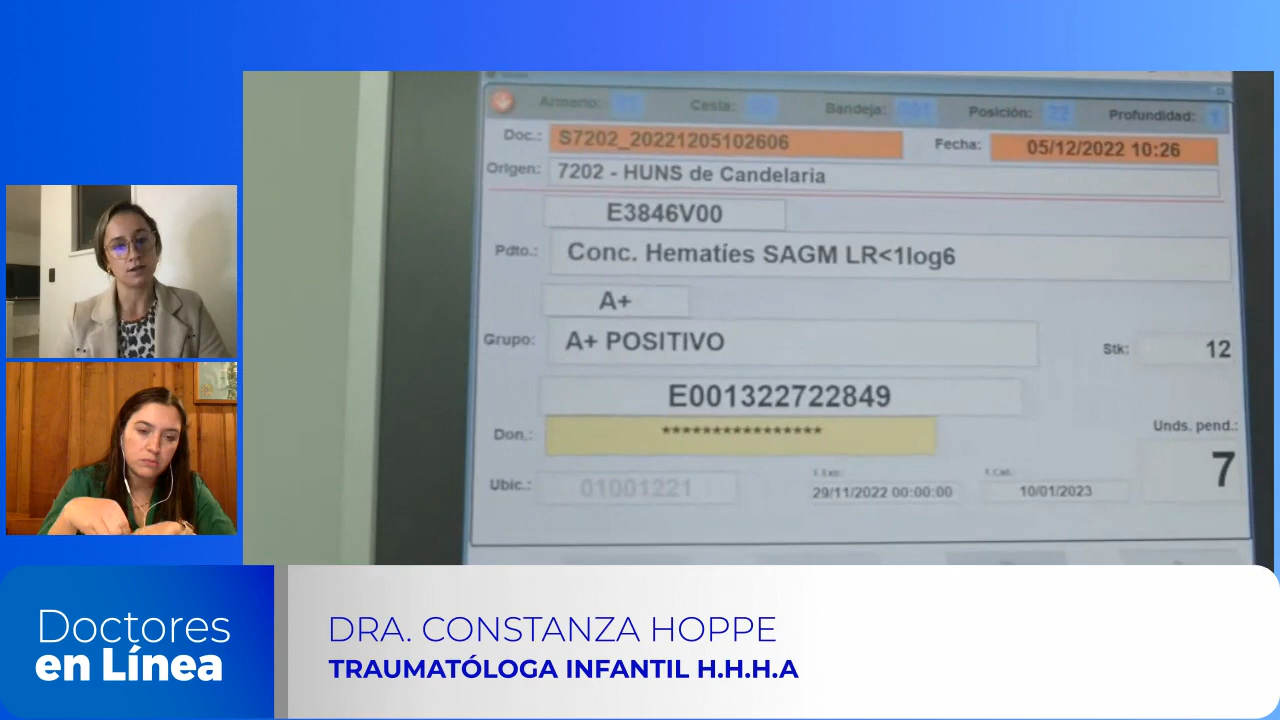 Armario:
Cesta:
Bandeja:
Posición: 22
Profundidad: 1
Doc.: S7202_20221205102606
Fecha: 05/12/2022 10:26
Origen: 7202 - HUNS de Candelaria
E3846V00
Pdto.: Conc. Hematíes SAGM LR<1log6
A+
Grupo: A+ POSITIVO
Stk: 12
E001322722849
Don.: ****************
Unds. pend.:
7
Ubic.: 01001221
29/11/2022 00:00:00
10/01/2023
Doctores
en Línea
DRA. CONSTANZA HOPPE
TRAUMATÓLOGA INFANTIL H.H.H.A